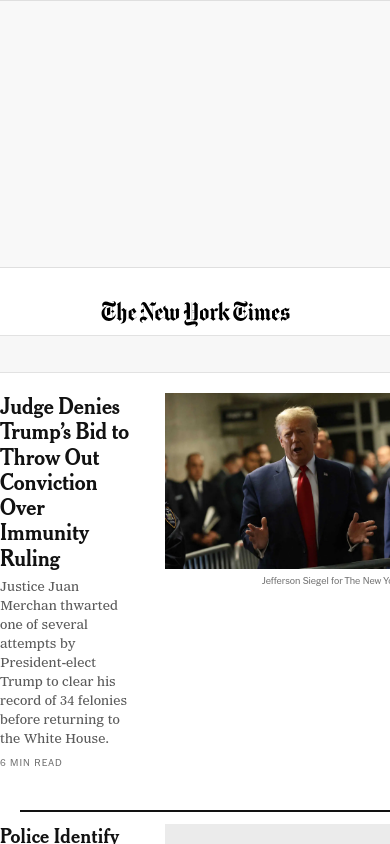 The New York Times
Judge Denies
Trump's Bid to
Throw Out
Conviction
Over
Immunity
Ruling
Justice Juan
Merchan thwarted
one of several
attempts by
President-elect
Trump to clear his
record of 34 felonies
before returning to
the White House.
6 MIN READ
Jefferson Siegel for The New Yo
Police Identify